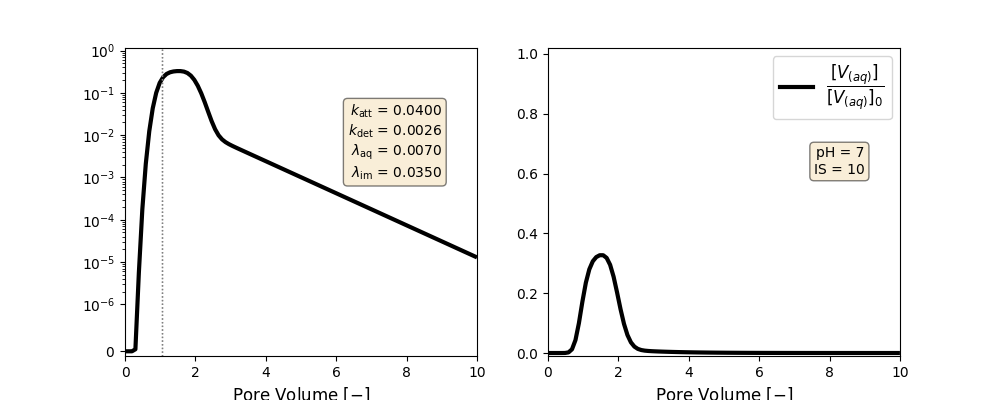 10⁰
10⁻¹
10⁻²
10⁻³
10⁻⁴
10⁻⁵
10⁻⁶
0
0 2 4 6 8 10
Pore Volume [−]
k_att = 0.0400
k_det = 0.0026
λ_aq = 0.0070
λ_im = 0.0350
1.0
0.8
0.6
0.4
0.2
0.0
0 2 4 6 8 10
Pore Volume [−]
[V_(aq)]
[V_(aq)]₀
pH = 7
IS = 10